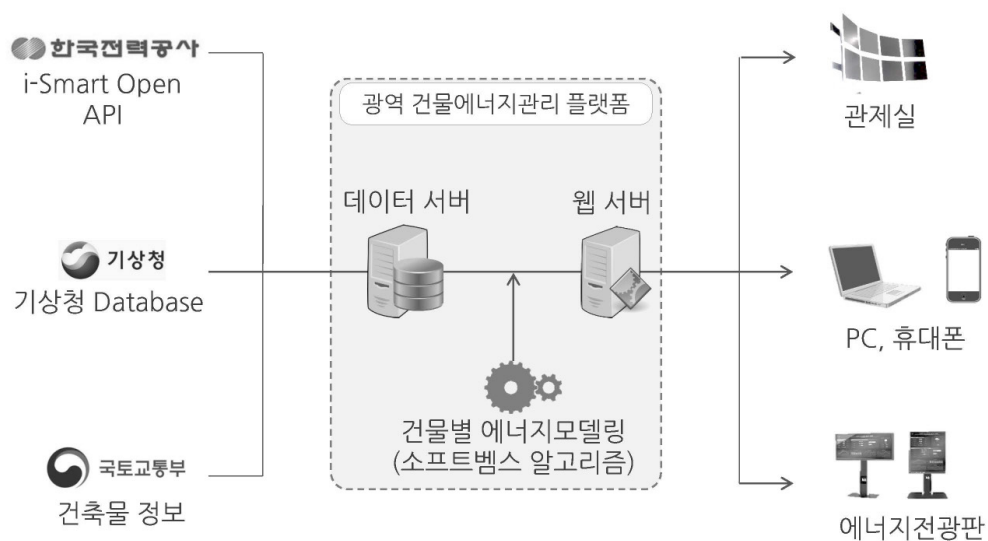 한국전력공사
i-Smart Open
API
기상청
기상청 Database
국토교통부
건축물 정보
광역 건물에너지관리 플랫폼
데이터 서버
웹 서버
건물별 에너지모델링
(소프트벰스 알고리즘)
관제실
PC, 휴대폰
에너지전광판